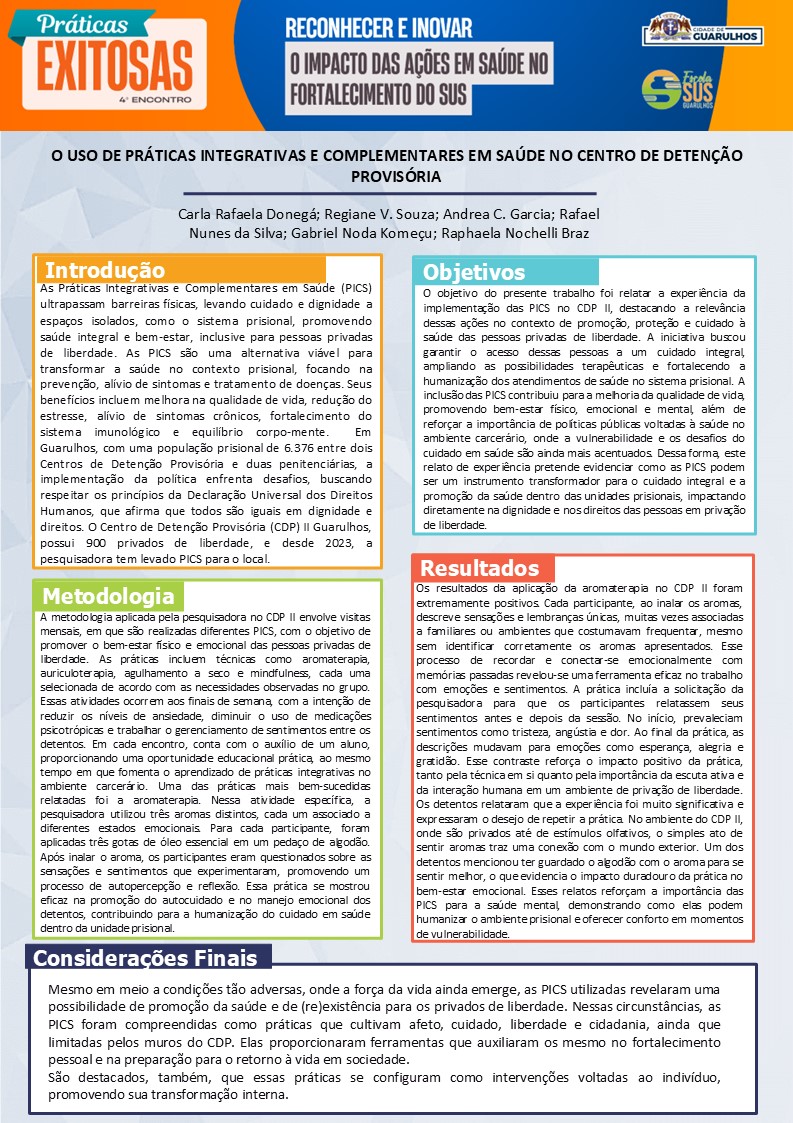 Práticas
EXITOSAS
4º ENCONTRO
RECONHECER E INOVAR
O IMPACTO DAS AÇÕES EM SAÚDE NO
FORTALECIMENTO DO SUS
CIDADE DE
GUARULHOS
Escola
SUS
GUARULHOS
O USO DE PRÁTICAS INTEGRATIVAS E COMPLEMENTARES EM SAÚDE NO CENTRO DE DETENÇÃO
PROVISÓRIA
Carla Rafaela Donegá; Regiane V. Souza; Andrea C. Garcia; Rafael
Nunes da Silva; Gabriel Noda Komeçu; Raphaela Nochelli Braz
Introdução
As Práticas Integrativas e Complementares em Saúde (PICS)
ultrapassam barreiras físicas, levando cuidado e dignidade a
espaços isolados, como o sistema prisional, promovendo
saúde integral e bem-estar, inclusive para pessoas privadas
de liberdade. As PICS são uma alternativa viável para
transformar a saúde no contexto prisional, focando na
prevenção, alívio de sintomas e tratamento de doenças. Seus
benefícios incluem melhora na qualidade de vida, redução do
estresse, alívio de sintomas crônicos, fortalecimento do
sistema imunológico e equilíbrio corpo-mente. Em
Guarulhos, com uma população prisional de 6.376 entre dois
Centros de Detenção Provisória e duas penitenciárias, a
implementação da política enfrenta desafios, buscando
respeitar os princípios da Declaração Universal dos Direitos
Humanos, que afirma que todos são iguais em dignidade e
direitos. O Centro de Detenção Provisória (CDP) II Guarulhos,
possui 900 privados de liberdade, e desde 2023, a
pesquisadora tem levado PICS para o local.
Metodologia
A metodologia aplicada pela pesquisadora no CDP II envolve visitas
mensais, em que são realizadas diferentes PICS, com o objetivo de
promover o bem-estar físico e emocional das pessoas privadas de
liberdade. As práticas incluem técnicas como aromaterapia,
auriculoterapia, agulhamento a seco e mindfulness, cada uma
selecionada de acordo com as necessidades observadas no grupo.
Essas atividades ocorrem aos finais de semana, com a intenção de
reduzir os níveis de ansiedade, diminuir o uso de medicações
psicotrópicas e trabalhar o gerenciamento de sentimentos entre os
detentos. Em cada encontro, conta com o auxílio de um aluno,
proporcionando uma oportunidade educacional prática, ao mesmo
tempo em que fomenta o aprendizado de práticas integrativas no
ambiente carcerário. Uma das práticas mais bem-sucedidas
relatadas foi a aromaterapia. Nessa atividade específica, a
pesquisadora utilizou três aromas distintos, cada um associado a
diferentes estados emocionais. Para cada participante, foram
aplicadas três gotas de óleo essencial em um pedaço de algodão.
Após inalar o aroma, os participantes eram questionados sobre as
sensações e sentimentos que experimentaram, promovendo um
processo de autopercepção e reflexão. Essa prática se mostrou
eficaz na promoção do autocuidado e no manejo emocional dos
detentos, contribuindo para a humanização do cuidado em saúde
dentro da unidade prisional.
Objetivos
O objetivo do presente trabalho foi relatar a experiência da
implementação das PICS no CDP II, destacando a relevância
dessas ações no contexto de promoção, proteção e cuidado à
saúde das pessoas privadas de liberdade. A iniciativa buscou
garantir o acesso dessas pessoas a um cuidado integral,
ampliando as possibilidades terapêuticas e fortalecendo a
humanização dos atendimentos de saúde no sistema prisional. A
inclusão das PICS contribuiu para a melhoria da qualidade de vida,
promovendo bem-estar físico, emocional e mental, além de
reforçar a importância de políticas públicas voltadas à saúde no
ambiente carcerário, onde a vulnerabilidade e os desafios do
cuidado em saúde são ainda mais acentuados. Dessa forma, este
relato de experiência pretende evidenciar como as PICS podem
ser um instrumento transformador para o cuidado integral e a
promoção da saúde dentro das unidades prisionais, impactando
diretamente na dignidade e nos direitos das pessoas em privação
de liberdade.
Resultados
Os resultados da aplicação da aromaterapia no CDP II foram
extremamente positivos. Cada participante, ao inalar os aromas,
descreve sensações e lembranças únicas, muitas vezes associadas
a familiares ou ambientes que costumavam frequentar, mesmo
sem identificar corretamente os aromas apresentados. Esse
processo de recordar e conectar-se emocionalmente com
memórias passadas revelou-se uma ferramenta eficaz no trabalho
com emoções e sentimentos. A prática incluía a solicitação da
pesquisadora para que os participantes relatassem seus
sentimentos antes e depois da sessão. No início, prevaleciam
sentimentos como tristeza, angústia e dor. Ao final da prática, as
descrições mudavam para emoções como esperança, alegria e
gratidão. Esse contraste reforça o impacto positivo da prática,
tanto pela técnica em si quanto pela importância da escuta ativa e
da interação humana em um ambiente de privação de liberdade.
Os detentos relataram que a experiência foi muito significativa e
expressaram o desejo de repetir a prática. No ambiente do CDP II,
onde são privados até de estímulos olfativos, o simples ato de
sentir aromas traz uma conexão com o mundo exterior. Um dos
detentos mencionou ter guardado o algodão com o aroma para se
sentir melhor, o que evidencia o impacto duradouro da prática no
bem-estar emocional. Esses relatos reforçam a importância das
PICS para a saúde mental, demonstrando como elas podem
humanizar o ambiente prisional e oferecer conforto em momentos
de vulnerabilidade.
Considerações Finais
Mesmo em meio a condições tão adversas, onde a força da vida ainda emerge, as PICS utilizadas revelaram uma
possibilidade de promoção da saúde e de (re)existência para os privados de liberdade. Nessas circunstâncias, as
PICS foram compreendidas como práticas que cultivam afeto, cuidado, liberdade e cidadania, ainda que
limitadas pelos muros do CDP. Elas proporcionaram ferramentas que auxiliaram os mesmo no fortalecimento
pessoal e na preparação para o retorno à vida em sociedade.
São destacados, também, que essas práticas se configuram como intervenções voltadas ao indivíduo,
promovendo sua transformação interna.